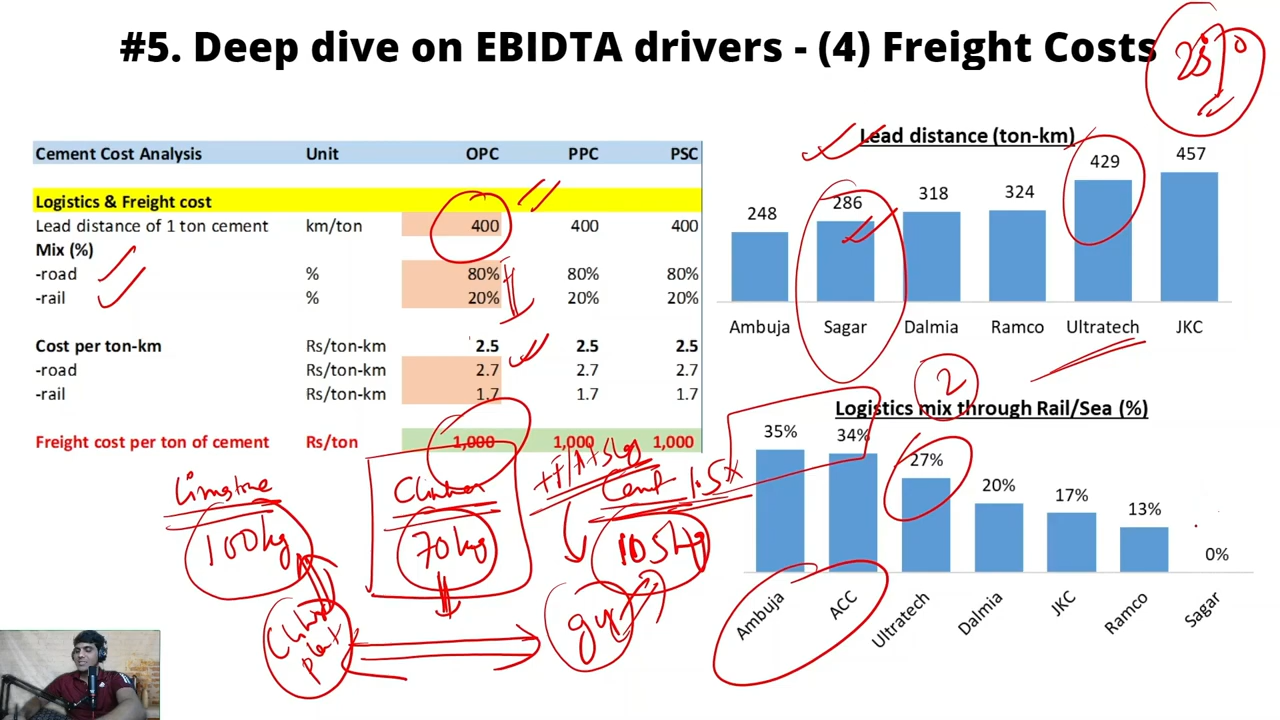 #5. Deep dive on EBIDTA drivers - (4) Freight Costs
Cement Cost Analysis Unit OPC PPC PSC
Logistics & Freight cost
Lead distance of 1 ton cement km/ton 400 400 400
Mix (%)
-road % 80% 80% 80%
-rail % 20% 20% 20%
Cost per ton-km Rs/ton-km 2.5 2.5 2.5
-road Rs/ton-km 2.7 2.7 2.7
-rail Rs/ton-km 1.7 1.7 1.7
Freight cost per ton of cement Rs/ton 1,000 1,000 1,000
Limestone
100kg
Clinker
70kg
1.5x
105kg
Lead distance (ton-km)
248 286 318 324 429 457
Ambuja Sagar Dalmia Ramco Ultratech JKC
2
Logistics mix through Rail/Sea (%)
35% 34% 27% 20% 17% 13% 0%
Ambuja ACC Ultratech Dalmia JKC Ramco Sagar